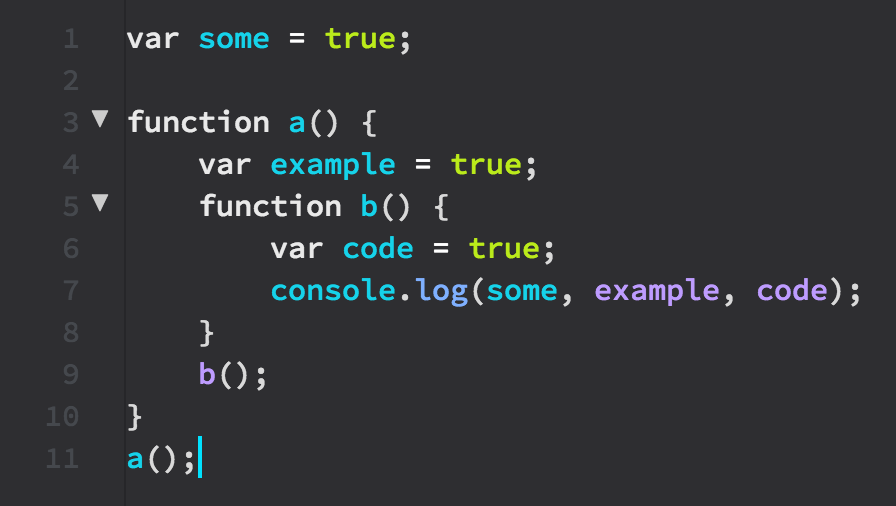 1 var some = true;
2
3 ▼ function a() {
4     var example = true;
5 ▼     function b() {
6         var code = true;
7         console.log(some, example, code);
8     }
9     b();
10 }
11 a();